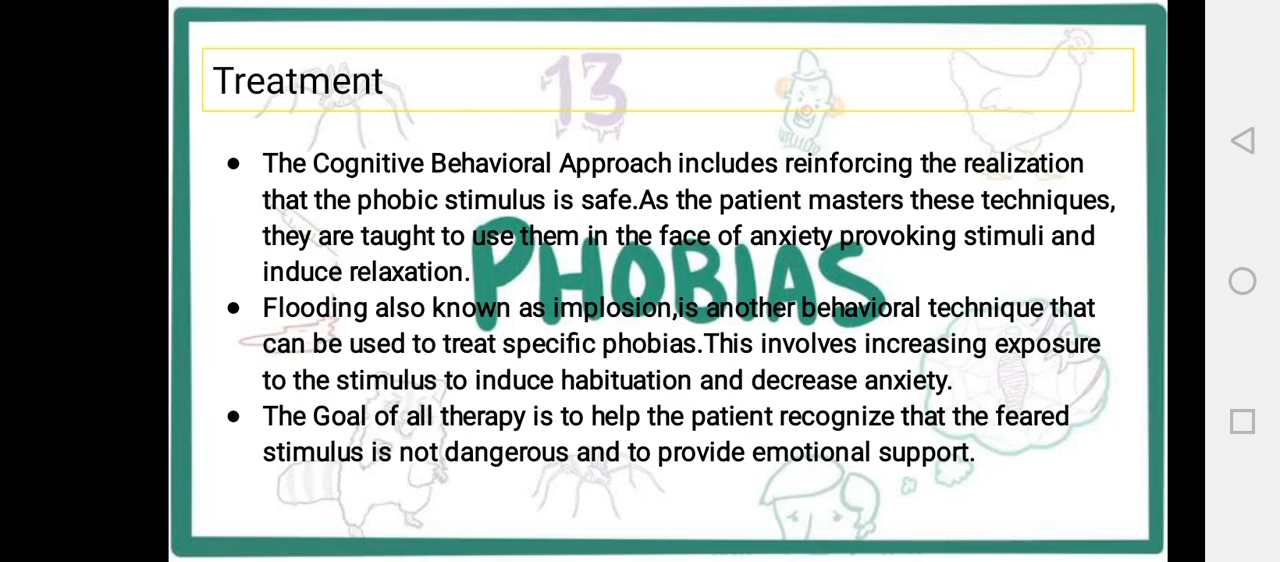 Treatment
13
● The Cognitive Behavioral Approach includes reinforcing the realization
that the phobic stimulus is safe.As the patient masters these techniques,
they are taught to use them in the face of anxiety provoking stimuli and
induce relaxation.
PHOBIAS
● Flooding also known as implosion,is another behavioral technique that
can be used to treat specific phobias.This involves increasing exposure
to the stimulus to induce habituation and decrease anxiety.
● The Goal of all therapy is to help the patient recognize that the feared
stimulus is not dangerous and to provide emotional support.